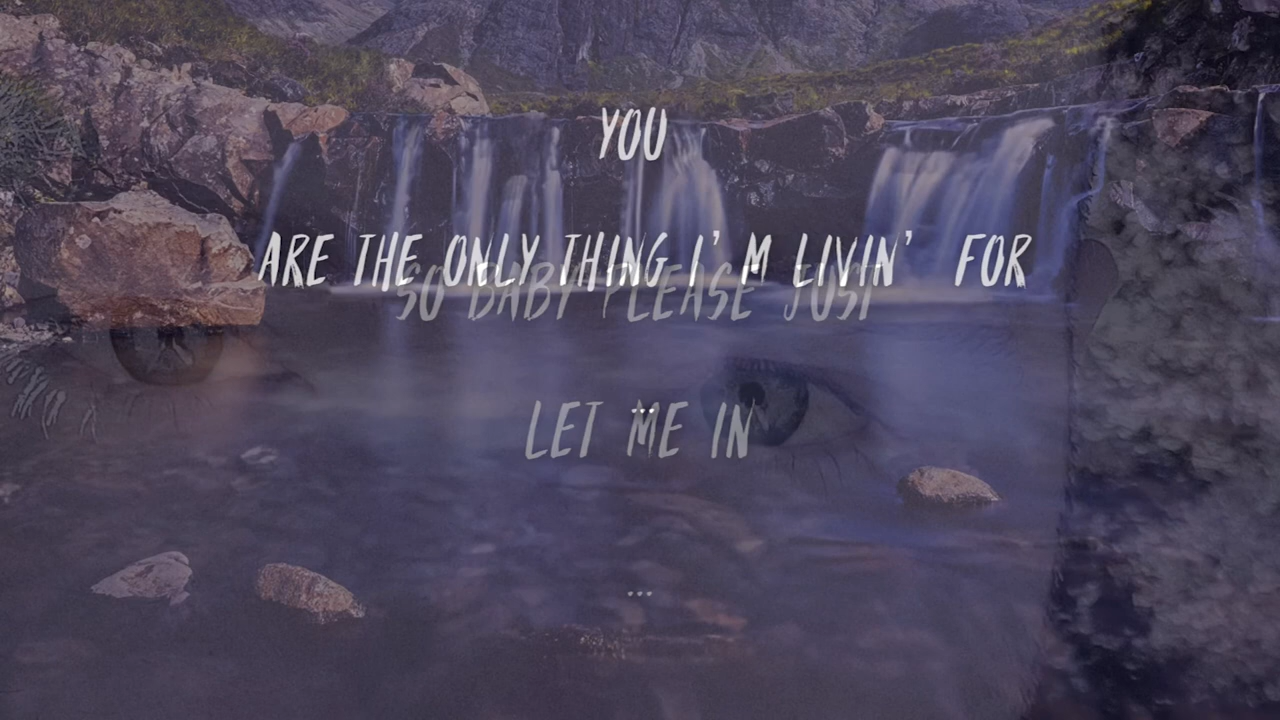 YOU
ARE THE ONLY THING I'M LIVIN' FOR
SO BABY PLEASE JUST
...
LET ME IN
...